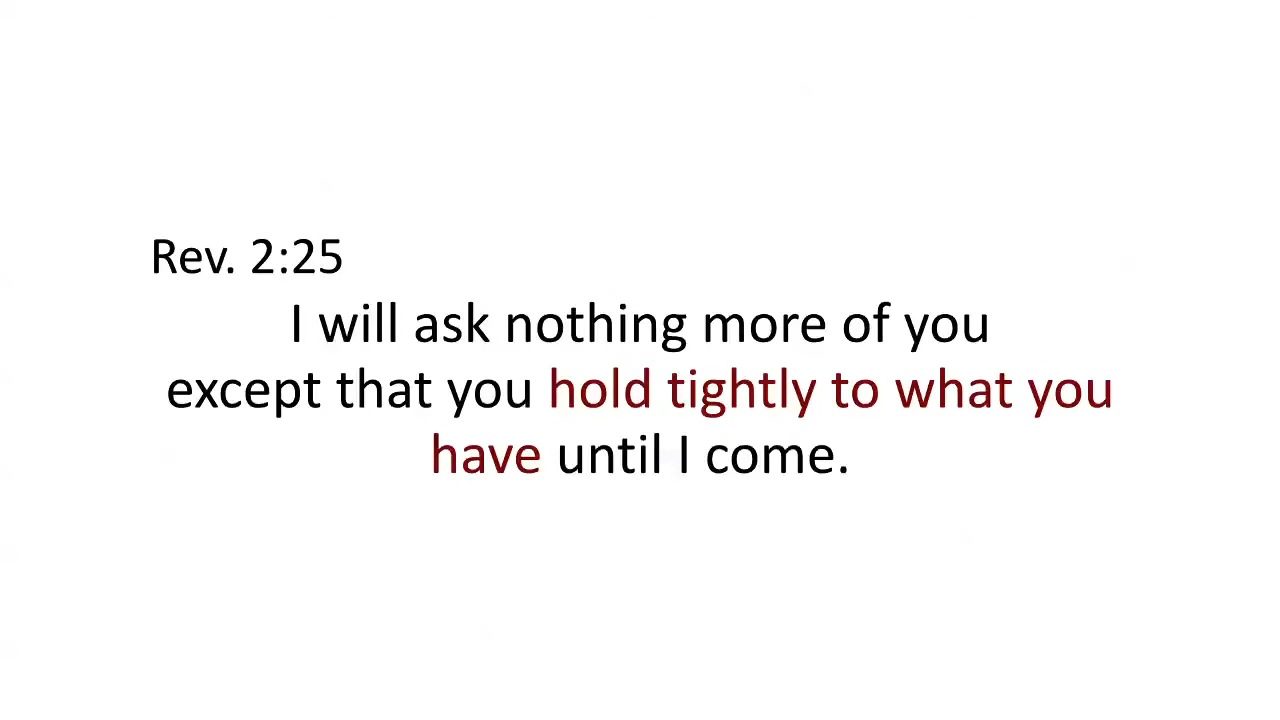 Rev. 2:25
I will ask nothing more of you
except that you hold tightly to what you
have until I come.